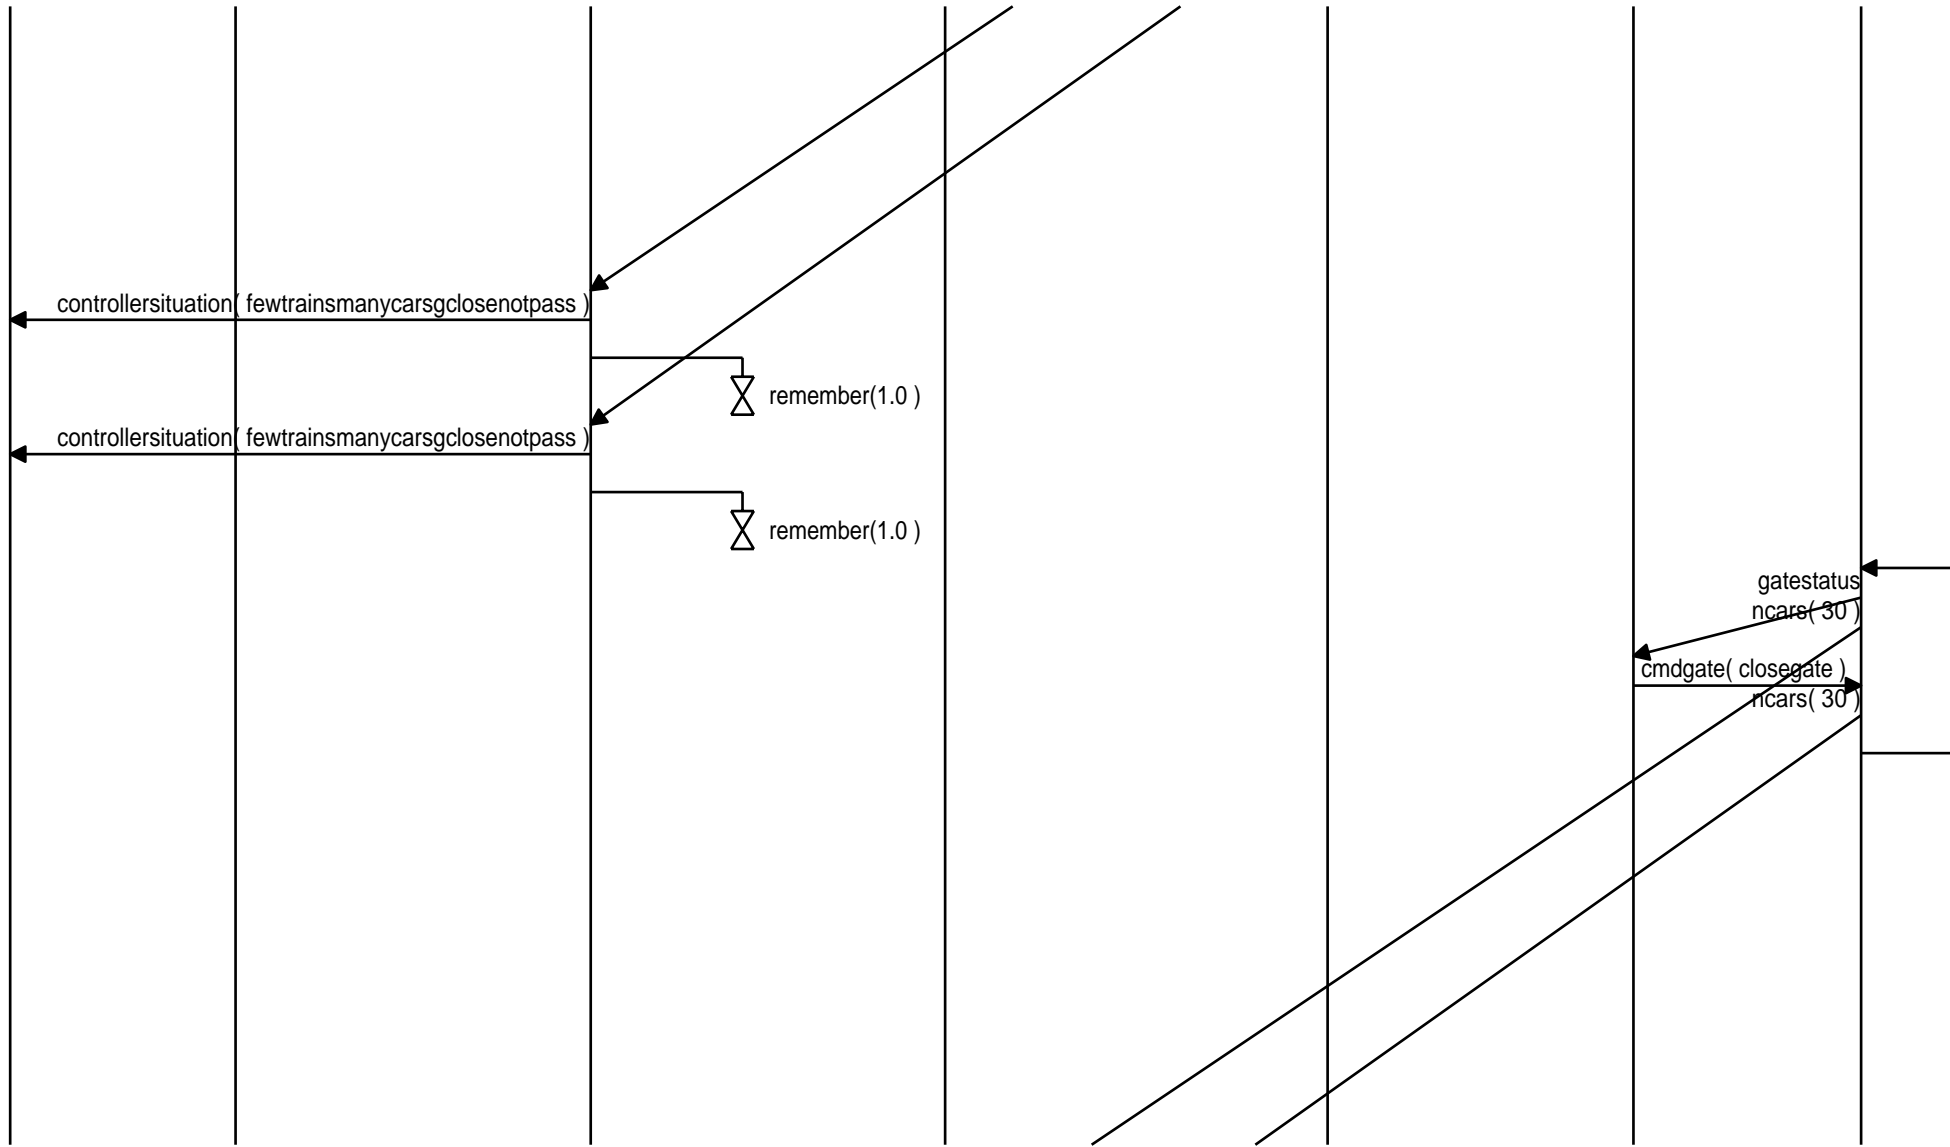 controllersituation( fewtrainsmanycarsgclosenotpass )
remember(1.0 )
controllersituation( fewtrainsmanycarsgclosenotpass )
remember(1.0 )
gatestatus
ncars( 30 )
cmdgate( closegate )
ncars( 30 )